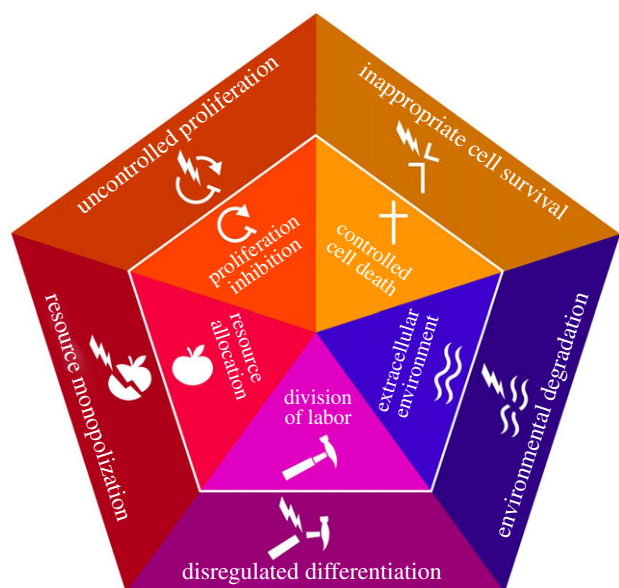 uncontrolled proliferation
inappropriate cell survival
proliferation
inhibition
controlled
cell death
resource monopolization
resource
allocation
extracellular
environment
environmental degradation
division
of labor
disregulated differentiation